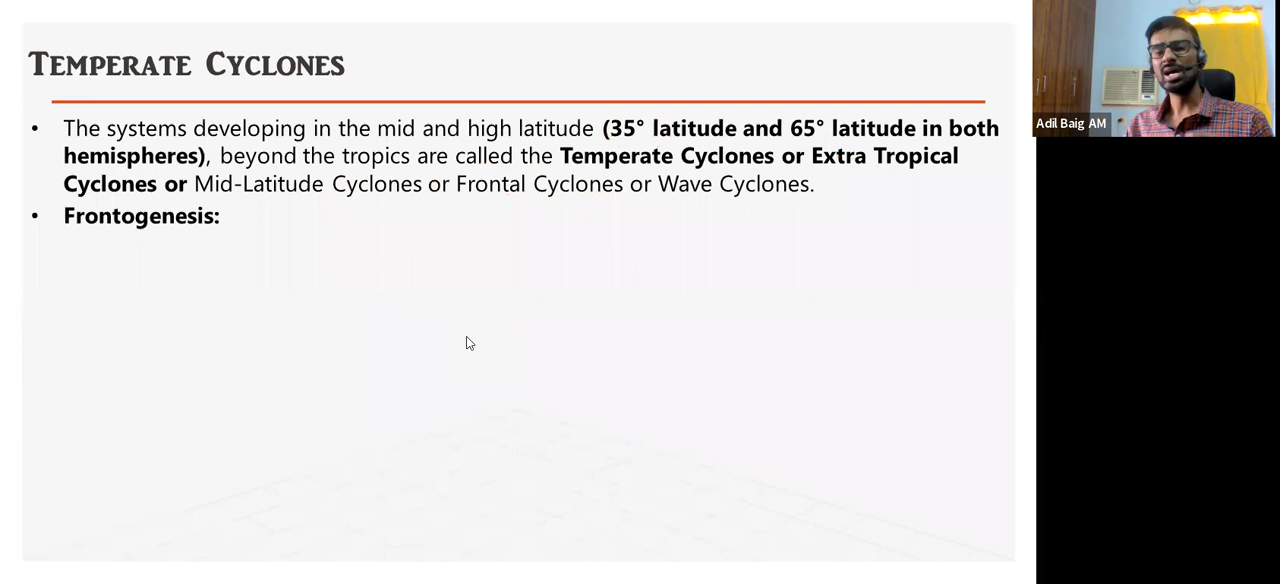 TEMPERATE CYCLONES
• The systems developing in the mid and high latitude (35° latitude and 65° latitude in both
hemispheres), beyond the tropics are called the Temperate Cyclones or Extra Tropical
Cyclones or Mid-Latitude Cyclones or Frontal Cyclones or Wave Cyclones.
• Frontogenesis:
Adil Baig AM